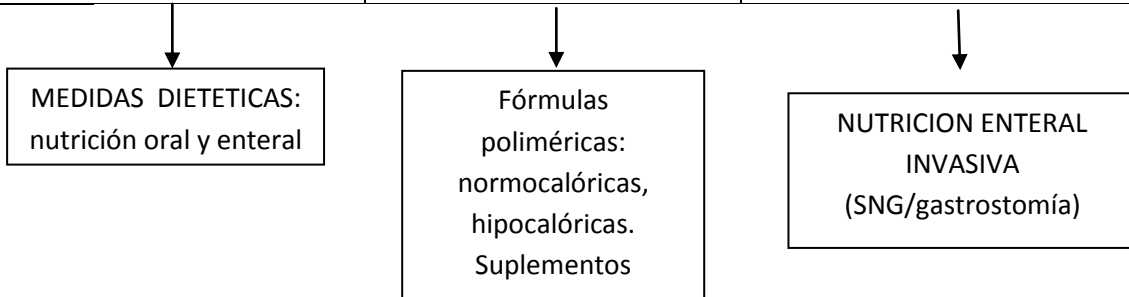 MEDIDAS DIETETICAS:
nutrición oral y enteral
Fórmulas
poliméricas:
normocalóricas,
hipocalóricas.
Suplementos
NUTRICION ENTERAL
INVASIVA
(SNG/gastrostomía)